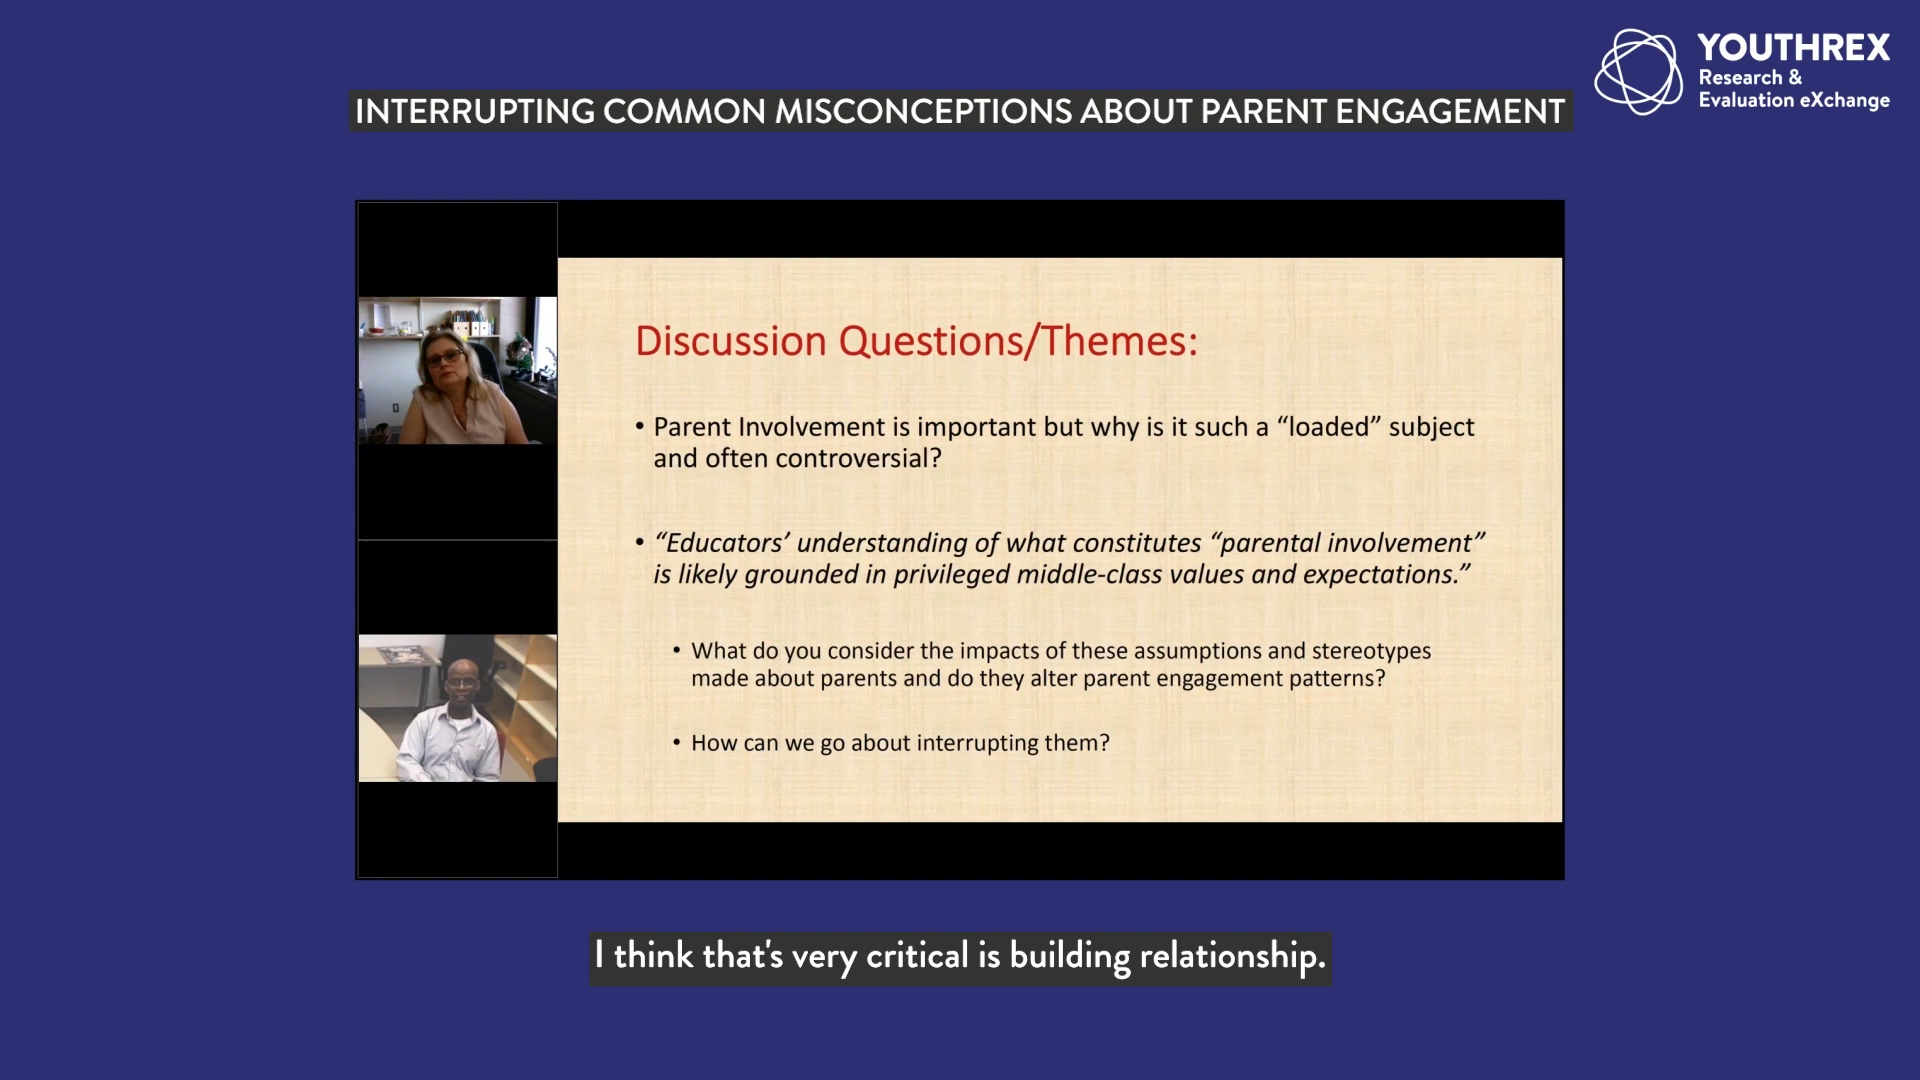 YOUTHREX
Research &
Evaluation eXchange
INTERRUPTING COMMON MISCONCEPTIONS ABOUT PARENT ENGAGEMENT
Discussion Questions/Themes:
• Parent Involvement is important but why is it such a “loaded” subject
and often controversial?
• “Educators’ understanding of what constitutes “parental involvement”
is likely grounded in privileged middle-class values and expectations.”
• What do you consider the impacts of these assumptions and stereotypes
made about parents and do they alter parent engagement patterns?
• How can we go about interrupting them?
I think that's very critical is building relationship.